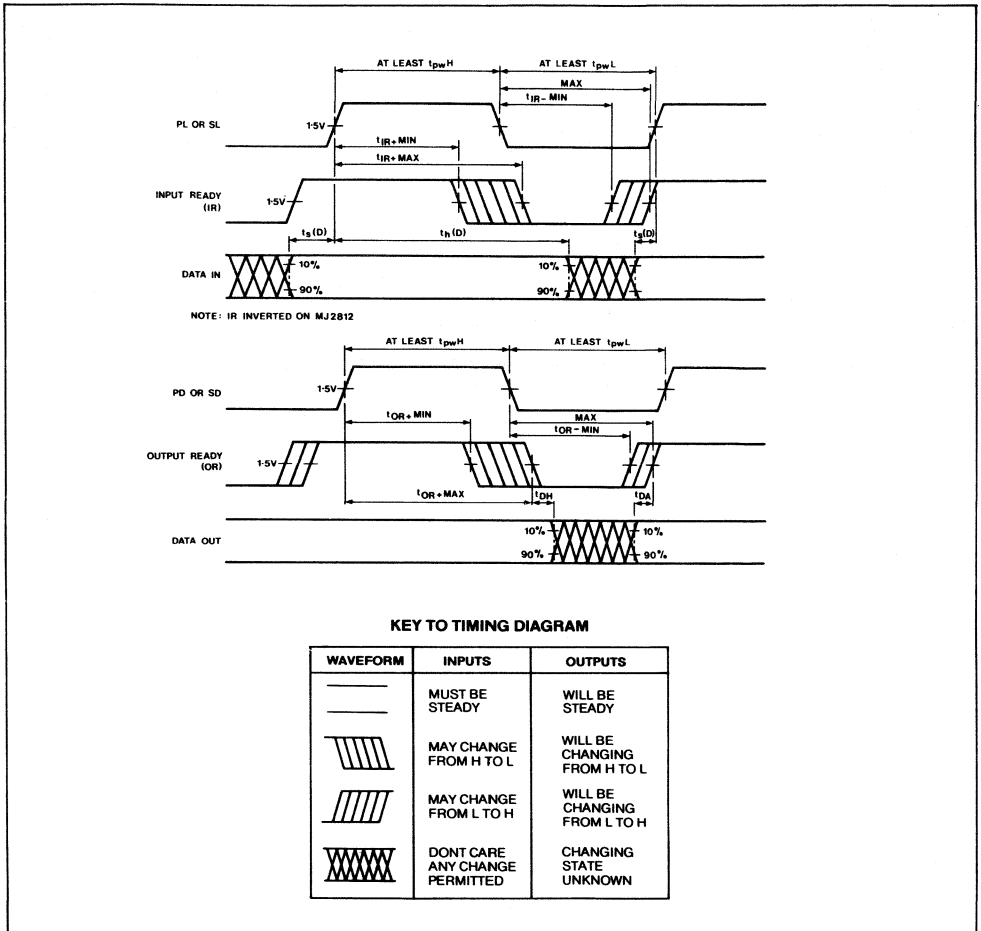 AT LEAST tpwH
AT LEAST tpwL
MAX
tIR- MIN
PL OR SL
1·5V
tIR+ MIN
tIR+ MAX
INPUT READY
(IR)
1·5V
ts(D)
th(D)
ts(D)
DATA IN
10%
90%
10%
90%
NOTE: IR INVERTED ON MJ2812
AT LEAST tpwH
AT LEAST tpwL
PD OR SD
1·5V
tOR+ MIN
MAX
tOR- MIN
OUTPUT READY
(OR)
1·5V
tOR+ MAX
tDH
tDA
DATA OUT
10%
90%
10%
90%
KEY TO TIMING DIAGRAM
WAVEFORM
INPUTS
OUTPUTS
MUST BE
STEADY
WILL BE
STEADY
MAY CHANGE
FROM H TO L
WILL BE
CHANGING
FROM H TO L
MAY CHANGE
FROM L TO H
WILL BE
CHANGING
FROM L TO H
DONT CARE
ANY CHANGE
PERMITTED
CHANGING
STATE
UNKNOWN